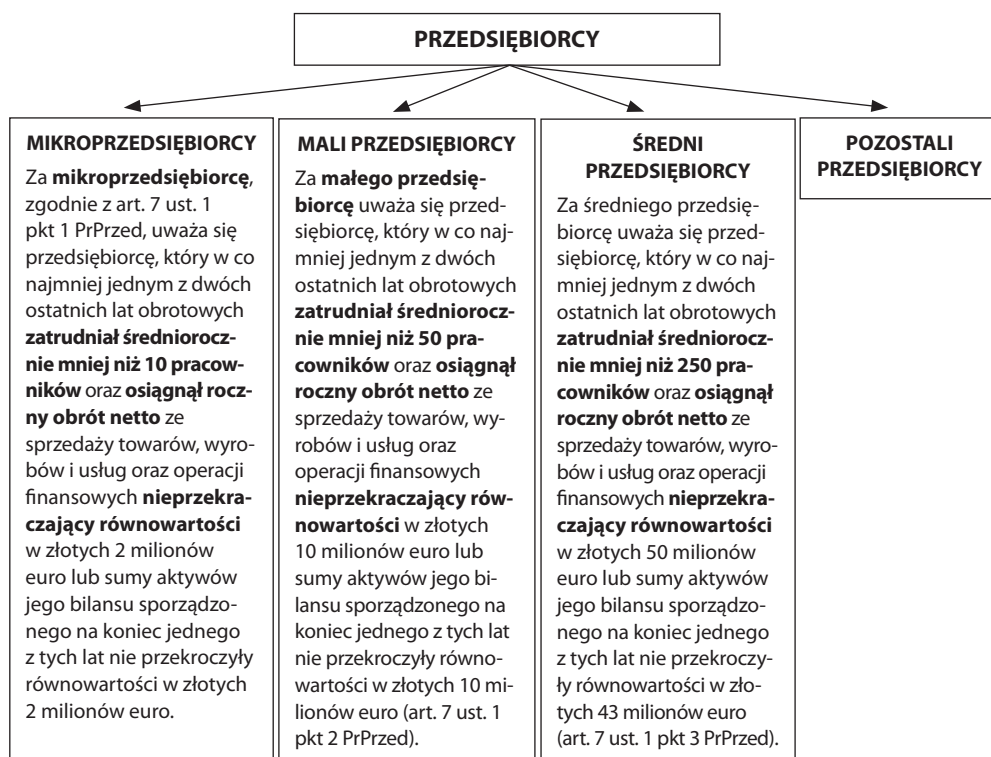 PRZEDSIĘBIORCY
MIKROPRZEDSIĘBIORCY
Za mikroprzedsiębiorcę,
zgodnie z art. 7 ust. 1
pkt 1 PrPrzed, uważa się
przedsiębiorcę, który w co
najmniej jednym z dwóch
ostatnich lat obrotowych
zatrudniał średniorocz-
nie mniej niż 10 pracow-
ników oraz osiągnął rocz-
ny obrót netto ze
sprzedaży towarów, wyro-
bów i usług oraz operacji
finansowych nieprzekra-
czający równowartości
w złotych 2 milionów
euro lub sumy aktywów
jego bilansu sporządzo-
nego na koniec jednego
z tych lat nie przekroczyły
równowartości w złotych
2 milionów euro.
MALI PRZEDSIĘBIORCY
Za małego przedsię-
biorcę uważa się przed-
siębiorcę, który w co naj-
mniej jednym z dwóch
ostatnich lat obrotowych
zatrudniał średniorocz-
nie mniej niż 50 pra-
cowników oraz osiągnął
roczny obrót netto ze
sprzedaży towarów, wy-
robów i usług oraz
operacji finansowych
nieprzekraczający rów-
nowartości w złotych
10 milionów euro lub
sumy aktywów jego bi-
lansu sporządzonego na
koniec jednego z tych lat
nie przekroczyły równo-
wartości w złotych 10 mi-
lionów euro (art. 7 ust. 1
pkt 2 PrPrzed).
ŚREDNI
PRZEDSIĘBIORCY
Za średniego przedsię-
biorcę uważa się przed-
siębiorcę, który w co naj-
mniej jednym z dwóch
ostatnich lat obrotowych
zatrudniał średniorocz-
nie mniej niż 250 pra-
cowników oraz osiągnął
roczny obrót netto ze
sprzedaży towarów, wyro-
bów i usług oraz operacji
finansowych nieprzekra-
czający równowartości
w złotych 50 milionów
euro lub sumy aktywów
jego bilansu sporządzo-
nego na koniec jednego
z tych lat nie przekroczy-
ły równowartości w zło-
tych 43 milionów euro
(art. 7 ust. 1 pkt 3 PrPrzed).
POZOSTALI
PRZEDSIĘBIORCY